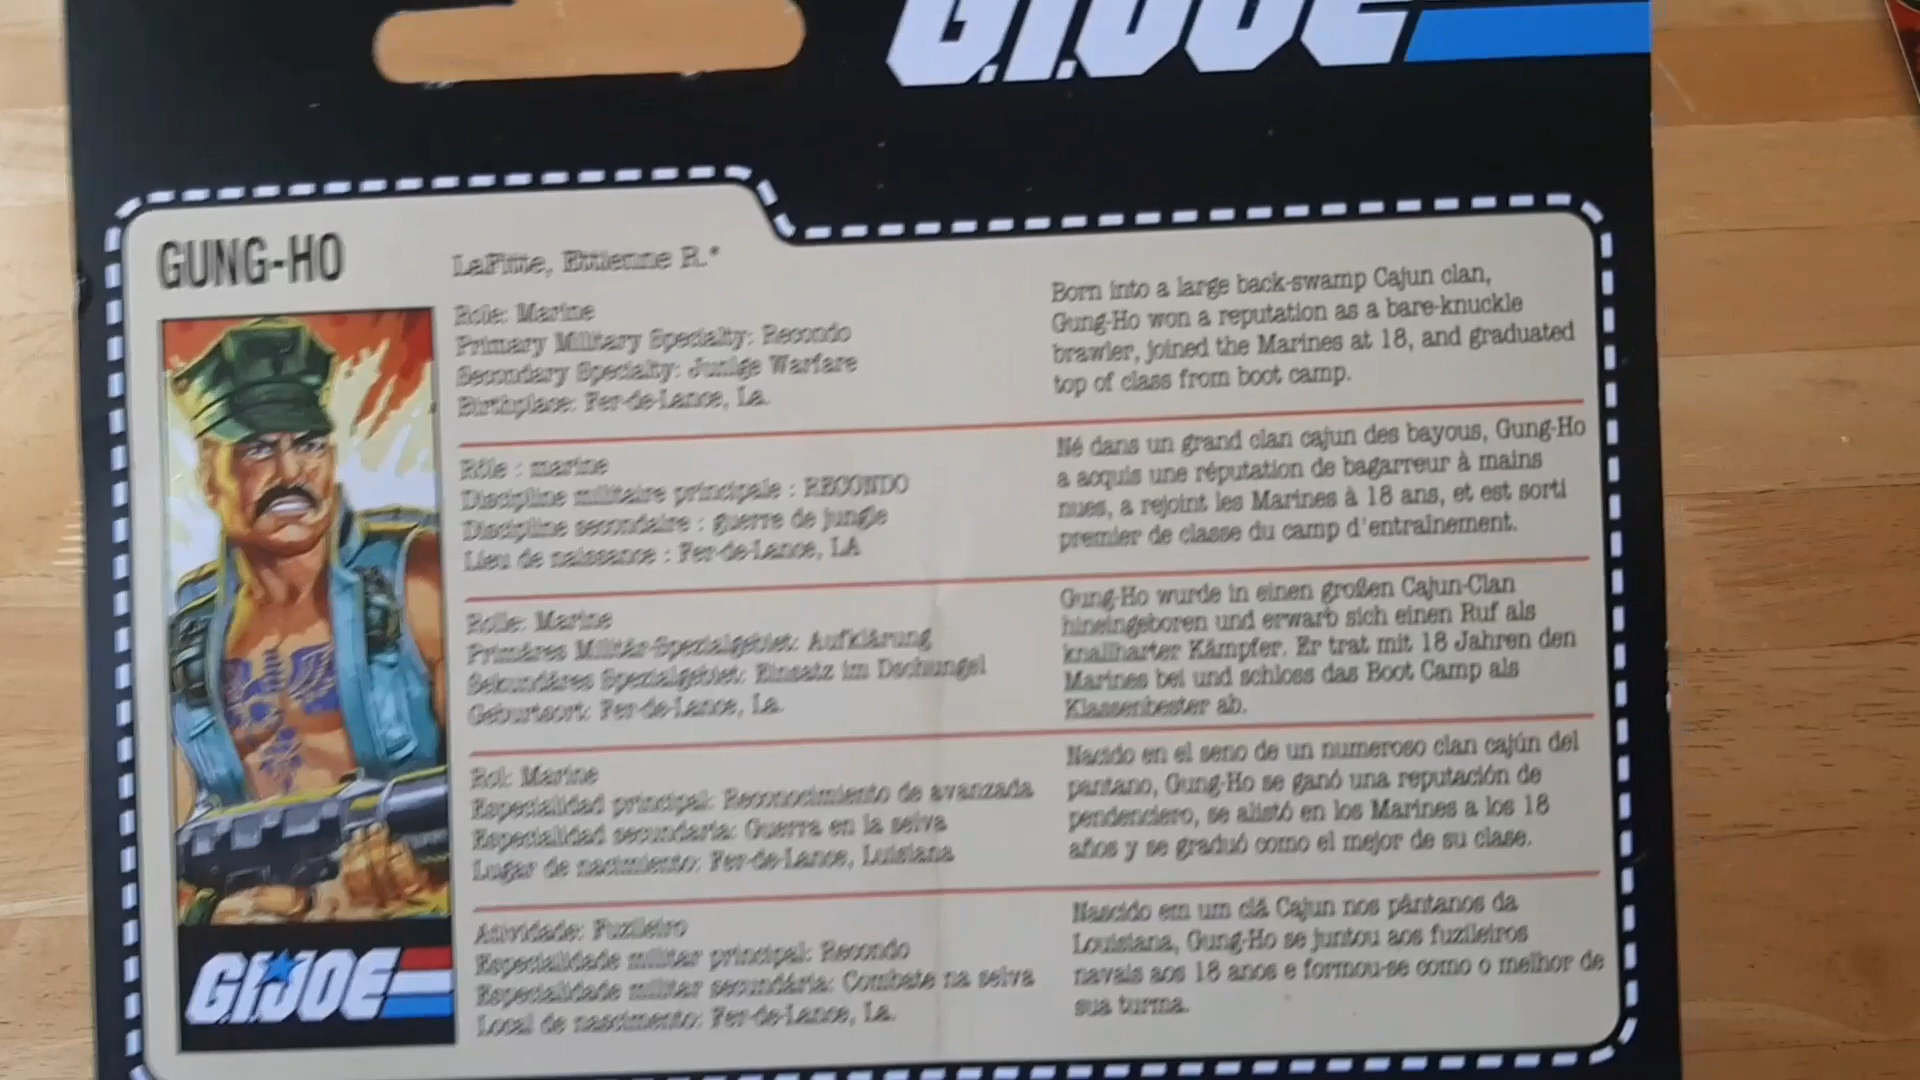 G.I.JOE
GUNG-HO
LaFitte, Ettienne R.*
Role: Marine
Primary Military Specialty: Recondo
Secondary Specialty: Junlge Warfare
Birthplace: Fer-de-Lance, La.
Born into a large back-swamp Cajun clan,
Gung-Ho won a reputation as a bare-knuckle
brawler, joined the Marines at 18, and graduated
top of class from boot camp.
Rôle : marine
Discipline militaire principale : RECONDO
Discipline secondaire : guerre de jungle
Lieu de naissance : Fer-de-Lance, LA
Né dans un grand clan cajun des bayous, Gung-Ho
a acquis une réputation de bagarreur à mains
nues, a rejoint les Marines à 18 ans, et est sorti
premier de classe du camp d'entraînement.
Rolle: Marine
Primäres Militär-Spezialgebiet: Aufklärung
Sekundäres Spezialgebiet: Einsatz im Dschungel
Geburtsort: Fer-de-Lance, La.
Gung-Ho wurde in einen großen Cajun-Clan
hineingeboren und erwarb sich einen Ruf als
knallharter Kämpfer. Er trat mit 18 Jahren den
Marines bei und schloss das Boot Camp als
Klassenbester ab.
Rol: Marine
Especialidad principal: Reconocimiento de avanzada
Especialidad secundaria: Guerra en la selva
Lugar de nacimiento: Fer-de-Lance, Luisiana
Nacido en el seno de un numeroso clan cajún del
pantano, Gung-Ho se ganó una reputación de
pendenciero, se alistó en los Marines a los 18
años y se graduó como el mejor de su clase.
Atividade: Fuzileiro
Especialidade militar principal: Recondo
Especialidade militar secundária: Combate na selva
Local de nascimento: Fer-de-Lance, La.
Nascido em um clã Cajun nos pântanos da
Louisiana, Gung-Ho se juntou aos fuzileiros
navais aos 18 anos e formou-se como o melhor de
sua turma.
G.I.JOE